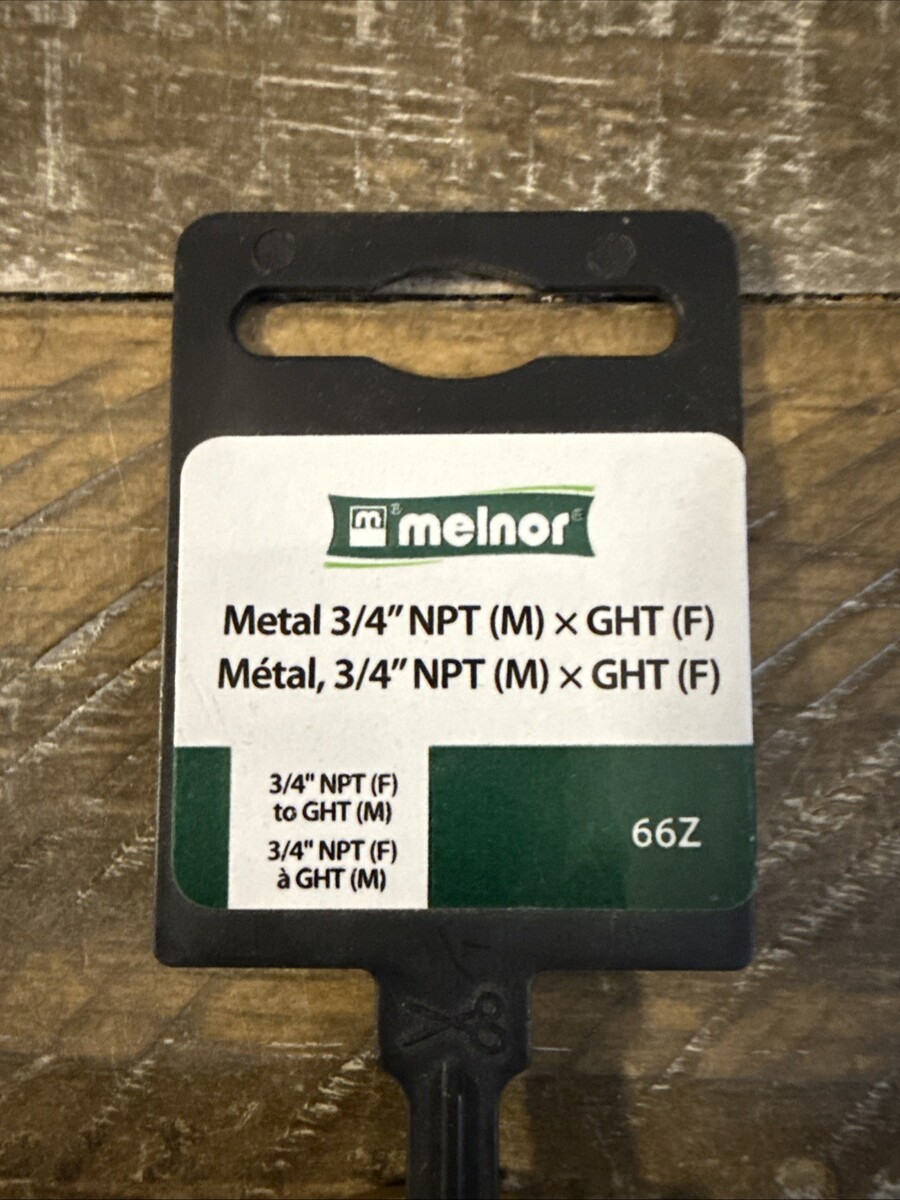 m melnor
Metal 3/4" NPT (M) × GHT (F)
Métal, 3/4" NPT (M) × GHT (F)
3/4" NPT (F)
to GHT (M)
3/4" NPT (F)
à GHT (M)
66Z